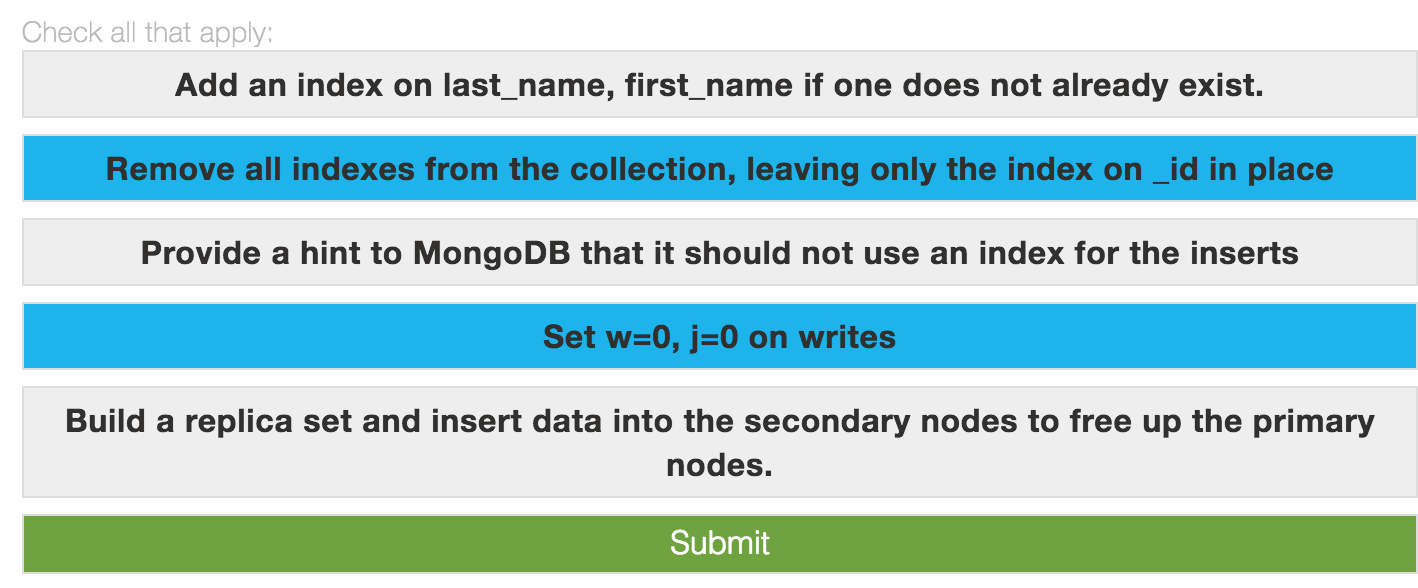 Check all that apply:
Add an index on last_name, first_name if one does not already exist.
Remove all indexes from the collection, leaving only the index on _id in place
Provide a hint to MongoDB that it should not use an index for the inserts
Set w=0, j=0 on writes
Build a replica set and insert data into the secondary nodes to free up the primary
nodes.
Submit